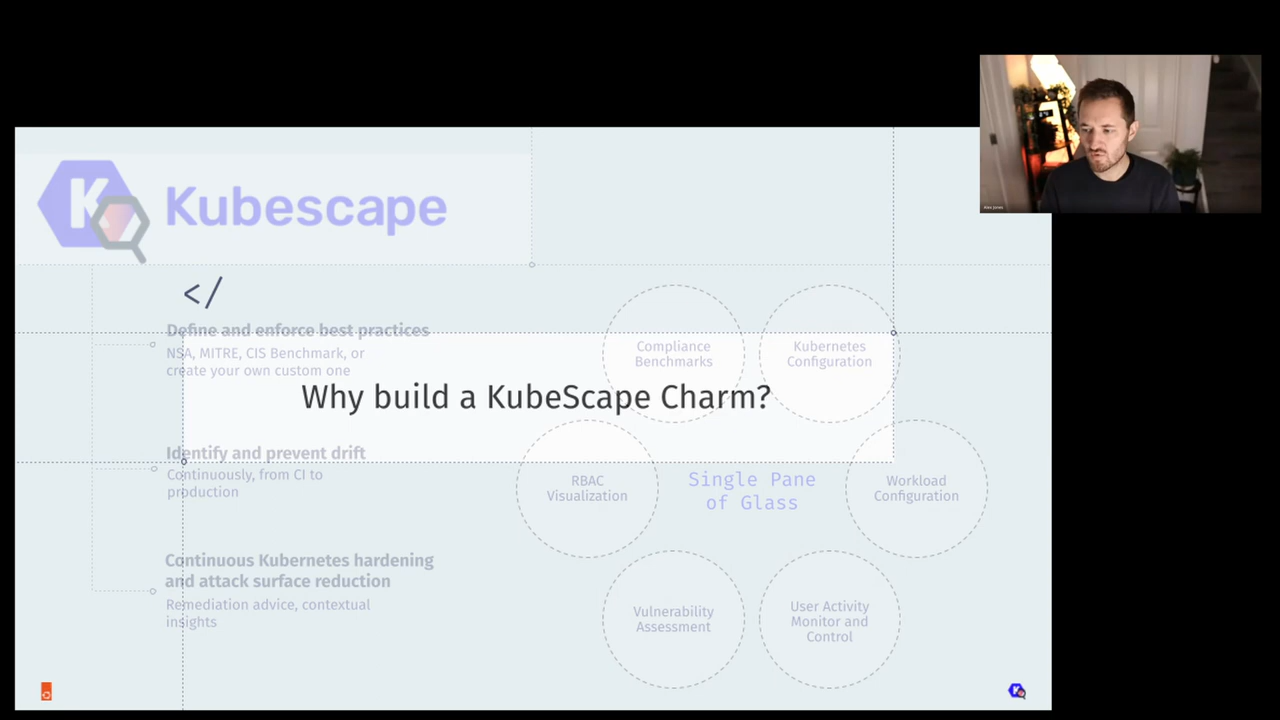 Kubescape
</
Define and enforce best practices
NSA, MITRE, CIS Benchmark, or
create your own custom one
Why build a KubeScape Charm?
Identify and prevent drift
Continuously, from CI to
production
Continuous Kubernetes hardening
and attack surface reduction
Remediation advice, contextual
insights
Compliance
Benchmarks
Kubernetes
Configuration
RBAC
Visualization
Single Pane
of Glass
Workload
Configuration
Vulnerability
Assessment
User Activity
Monitor and
Control
Alex Jones